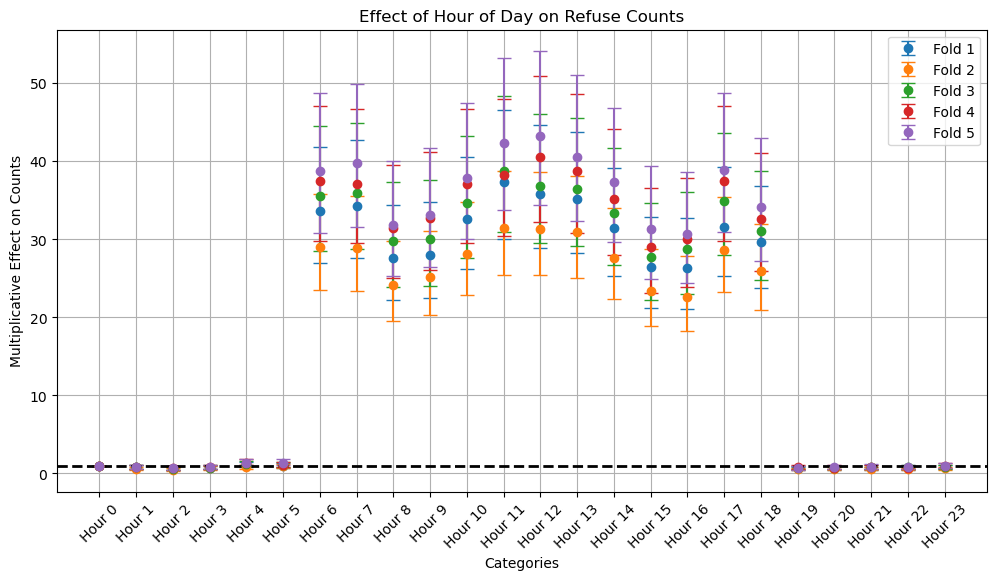 Effect of Hour of Day on Refuse Counts
Multiplicative Effect on Counts
50
40
30
20
10
0
Fold 1
Fold 2
Fold 3
Fold 4
Fold 5
Hour 0
Hour 1
Hour 2
Hour 3
Hour 4
Hour 5
Hour 6
Hour 7
Hour 8
Hour 9
Hour 10
Hour 11
Hour 12
Hour 13
Hour 14
Hour 15
Hour 16
Hour 17
Hour 18
Hour 19
Hour 20
Hour 21
Hour 22
Hour 23
Categories